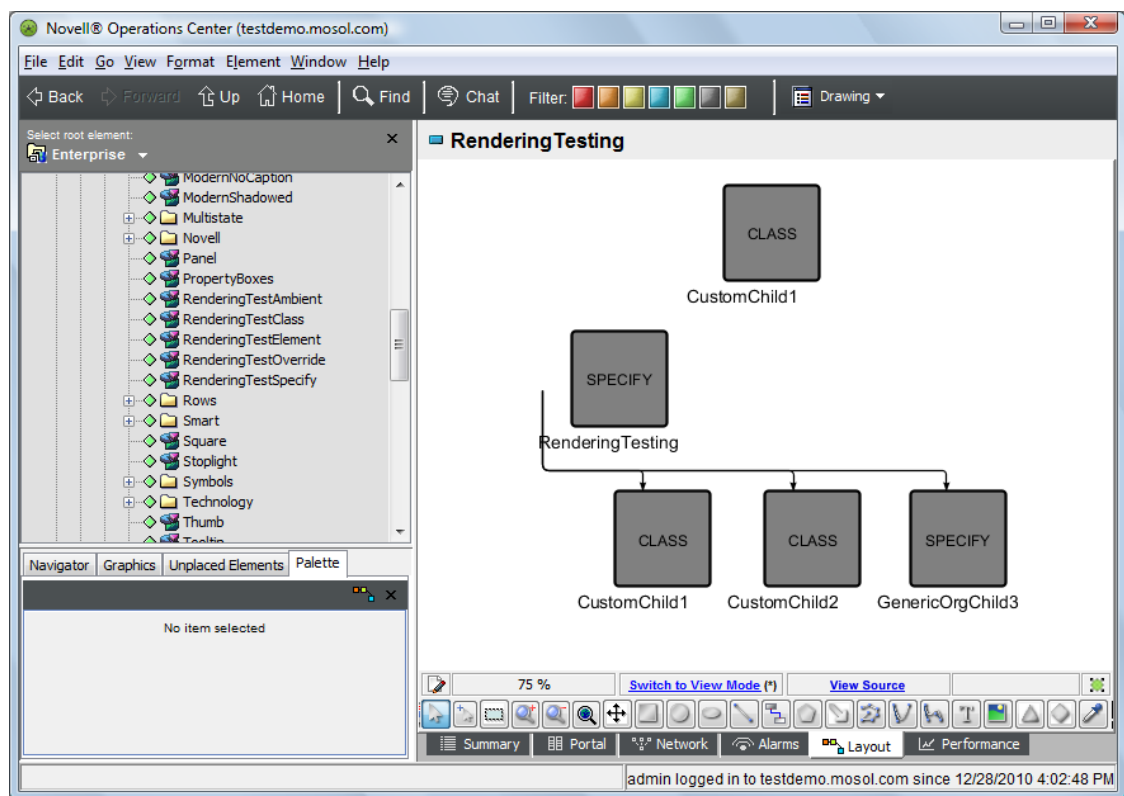 Novell® Operations Center (testdemo.mosol.com)
File Edit Go View Format Element Window Help
Back Forward Up Home Find Chat Filter: Drawing
Select root element:
Enterprise
ModernNoCaption
ModernShadowed
Multistate
Novell
Panel
PropertyBoxes
RenderingTestAmbient
RenderingTestClass
RenderingTestElement
RenderingTestOverride
RenderingTestSpecify
Rows
Smart
Square
Stoplight
Symbols
Technology
Thumb
Tooltip
Navigator Graphics Unplaced Elements Palette
No item selected
RenderingTesting
CLASS
CustomChild1
SPECIFY
RenderingTesting
CLASS CLASS SPECIFY
CustomChild1 CustomChild2 GenericOrgChild3
75 % Switch to View Mode (*) View Source
T
Summary Portal Network Alarms Layout Performance
admin logged in to testdemo.mosol.com since 12/28/2010 4:02:48 PM